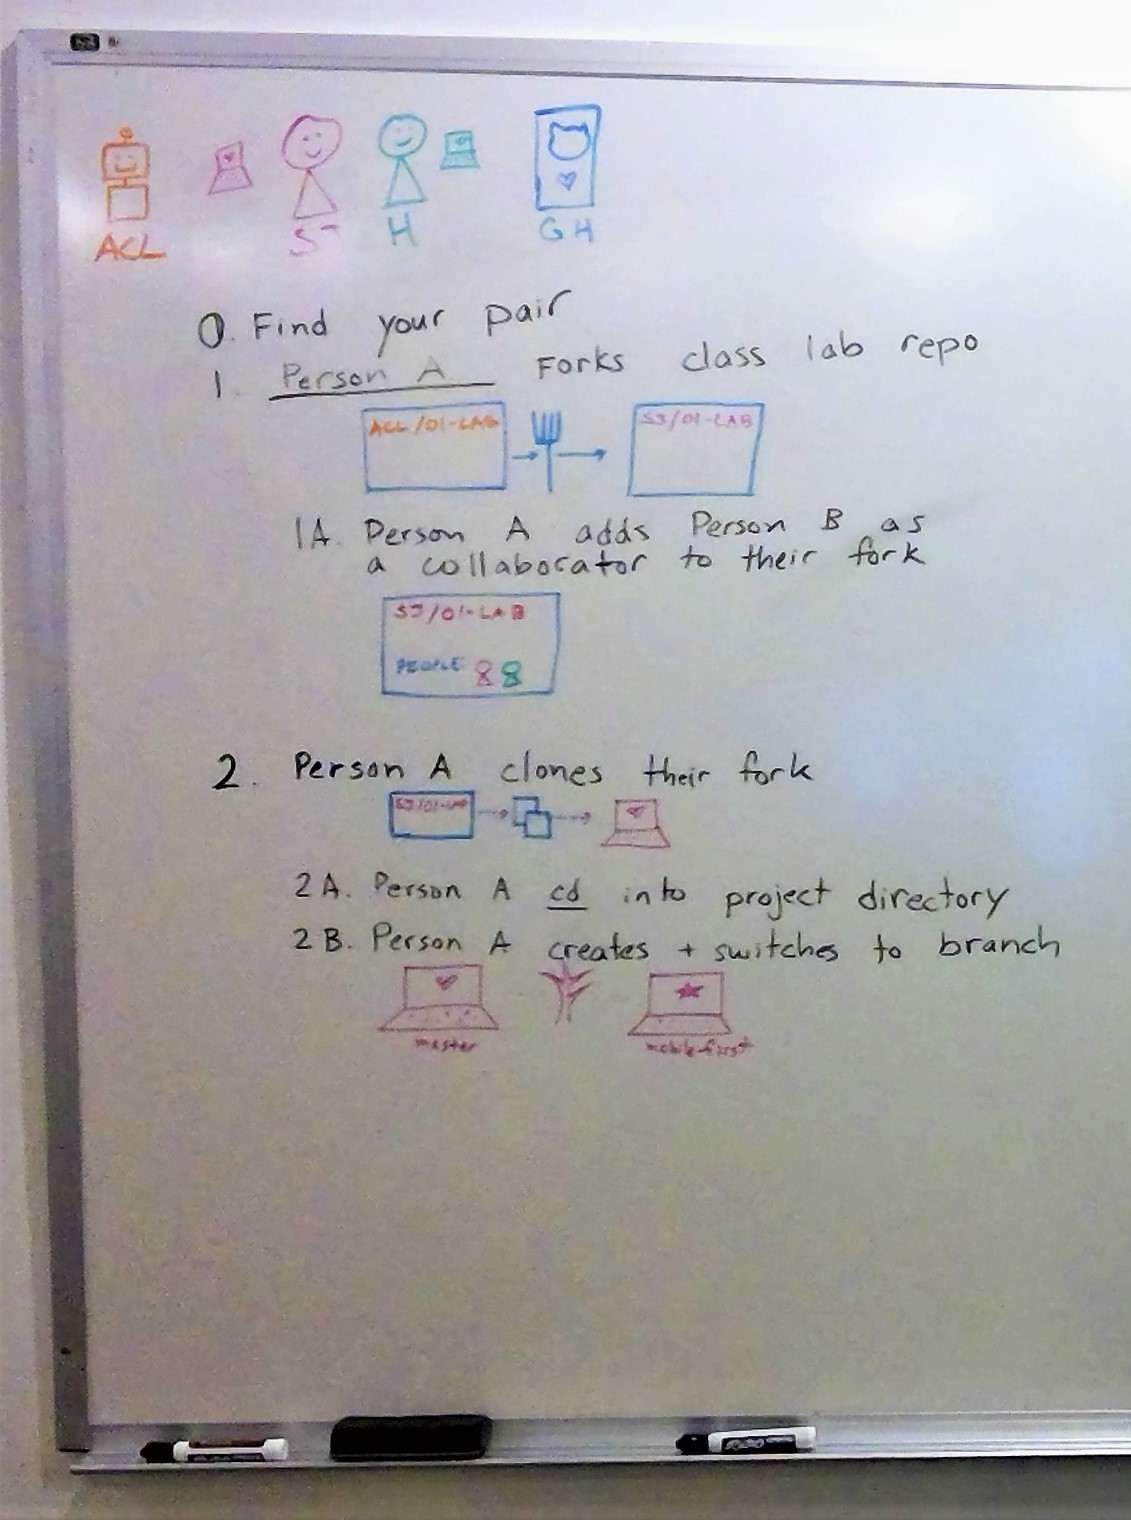 ACL
SJ
H
GH
0. Find your pair
1. Person A Forks class lab repo
ACL/01-LAB
SJ/01-LAB
1A. Person A adds Person B as
a collaborator to their fork
SJ/01-LAB
PEOPLE
2. Person A clones their fork
SJ/01-LAB
2A. Person A cd into project directory
2B. Person A creates + switches to branch
master
mobile-first